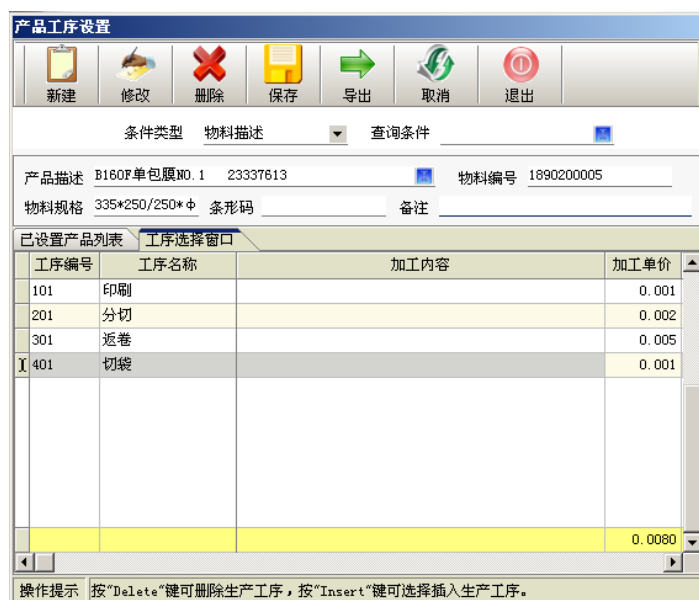 产品工序设置
新建 修改 删除 保存 导出 取消 退出
条件类型 物料描述 查询条件
产品描述 B160F单包膜NO.1 23337613 物料编号 1890200005
物料规格 335*250/250*Φ 条形码 备注
已设置产品列表 工序选择窗口
工序编号 工序名称 加工内容 加工单价
101 印刷 0.001
201 分切 0.002
301 返卷 0.005
401 切袋 0.001
0.0080
操作提示 按"Delete"键可删除生产工序，按"Insert"键可选择插入生产工序。